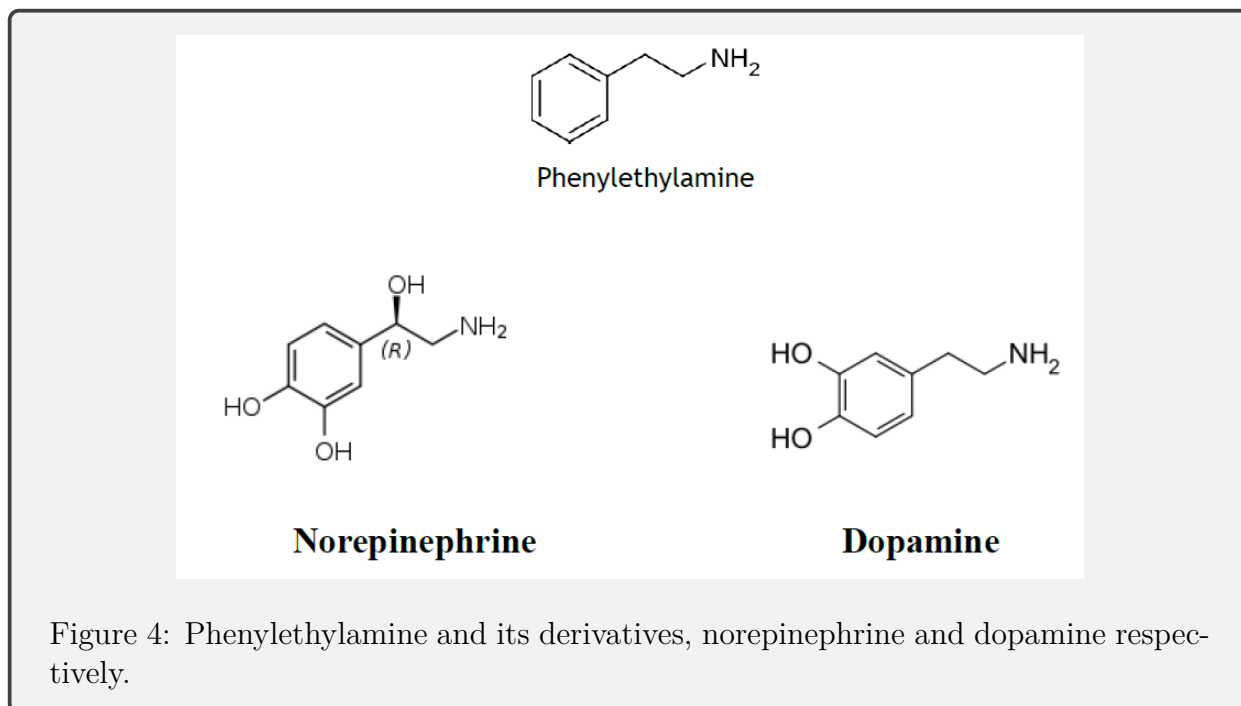 NH2
Phenylethylamine
OH
NH2
(R)
HO
OH
HO
NH2
HO
Norepinephrine
Dopamine
Figure 4: Phenylethylamine and its derivatives, norepinephrine and dopamine respec-
tively.